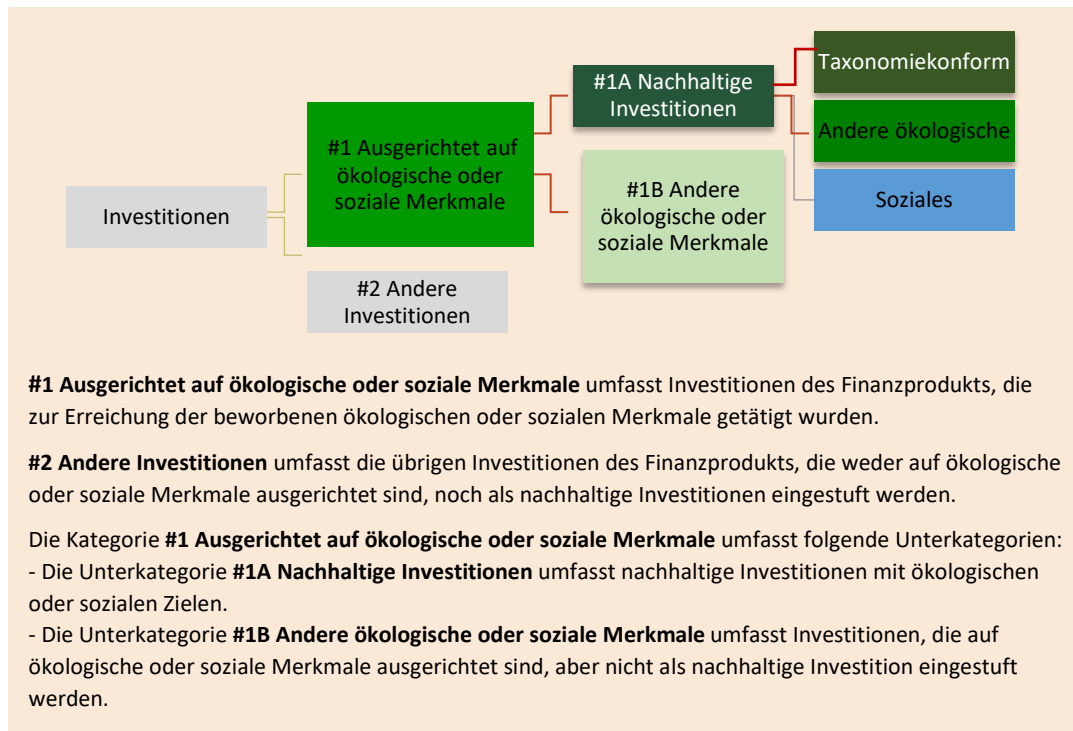 Taxonomiekonform
#1A Nachhaltige
Investitionen
#1 Ausgerichtet auf
ökologische oder
soziale Merkmale
Andere ökologische
#1B Andere
ökologische oder
soziale Merkmale
Soziales
Investitionen
#2 Andere
Investitionen
#1 Ausgerichtet auf ökologische oder soziale Merkmale umfasst Investitionen des Finanzprodukts, die
zur Erreichung der beworbenen ökologischen oder sozialen Merkmale getätigt wurden.
#2 Andere Investitionen umfasst die übrigen Investitionen des Finanzprodukts, die weder auf ökologische
oder soziale Merkmale ausgerichtet sind, noch als nachhaltige Investitionen eingestuft werden.
Die Kategorie #1 Ausgerichtet auf ökologische oder soziale Merkmale umfasst folgende Unterkategorien:
- Die Unterkategorie #1A Nachhaltige Investitionen umfasst nachhaltige Investitionen mit ökologischen
oder sozialen Zielen.
- Die Unterkategorie #1B Andere ökologische oder soziale Merkmale umfasst Investitionen, die auf
ökologische oder soziale Merkmale ausgerichtet sind, aber nicht als nachhaltige Investition eingestuft
werden.